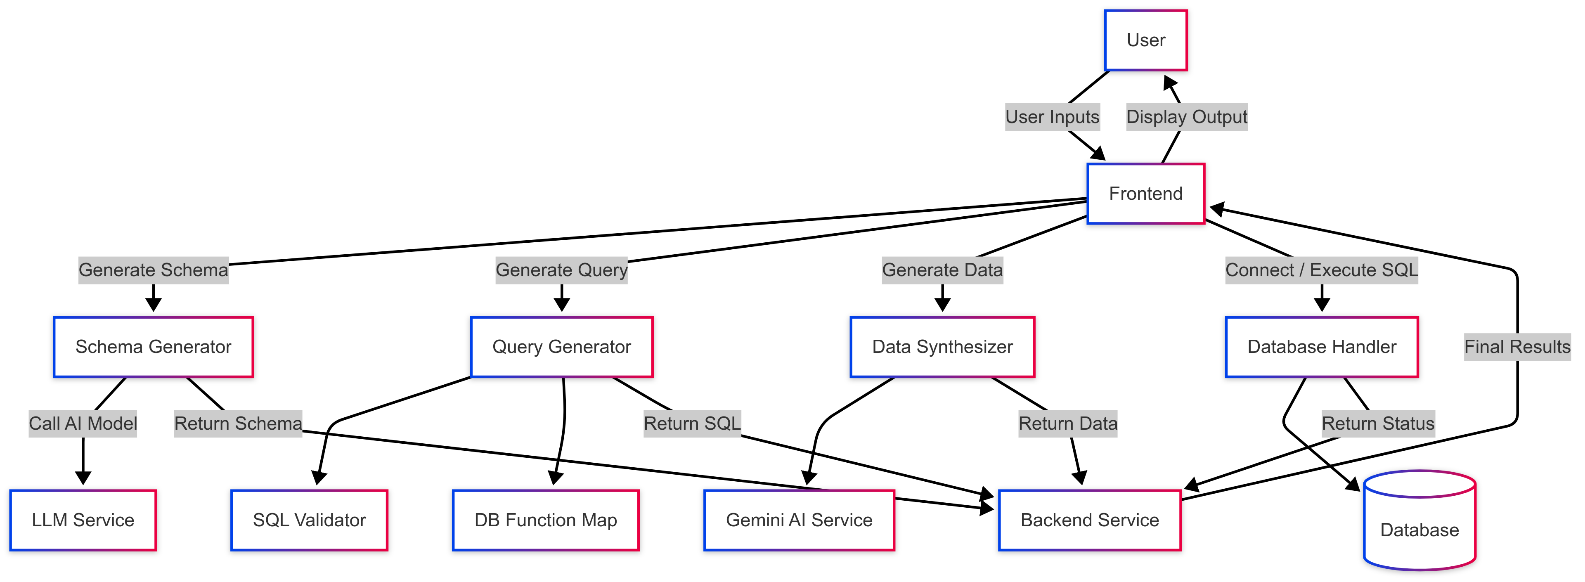 User
User Inputs
Display Output
Frontend
Generate Schema
Generate Query
Generate Data
Connect / Execute SQL
Schema Generator
Query Generator
Data Synthesizer
Database Handler
Final Results
Call AI Model
Return Schema
Return SQL
Return Data
Return Status
LLM Service
SQL Validator
DB Function Map
Gemini AI Service
Backend Service
Database